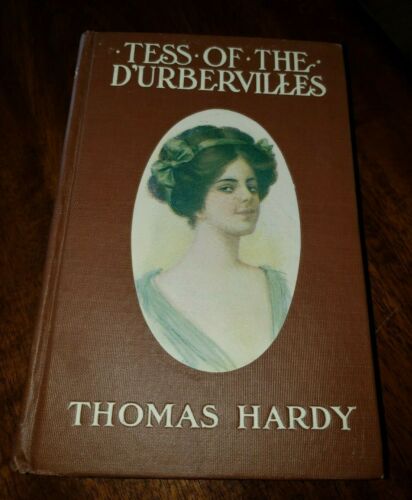 ·TESS·OF·THE·
D'URBERVILLES
THOMAS HARDY